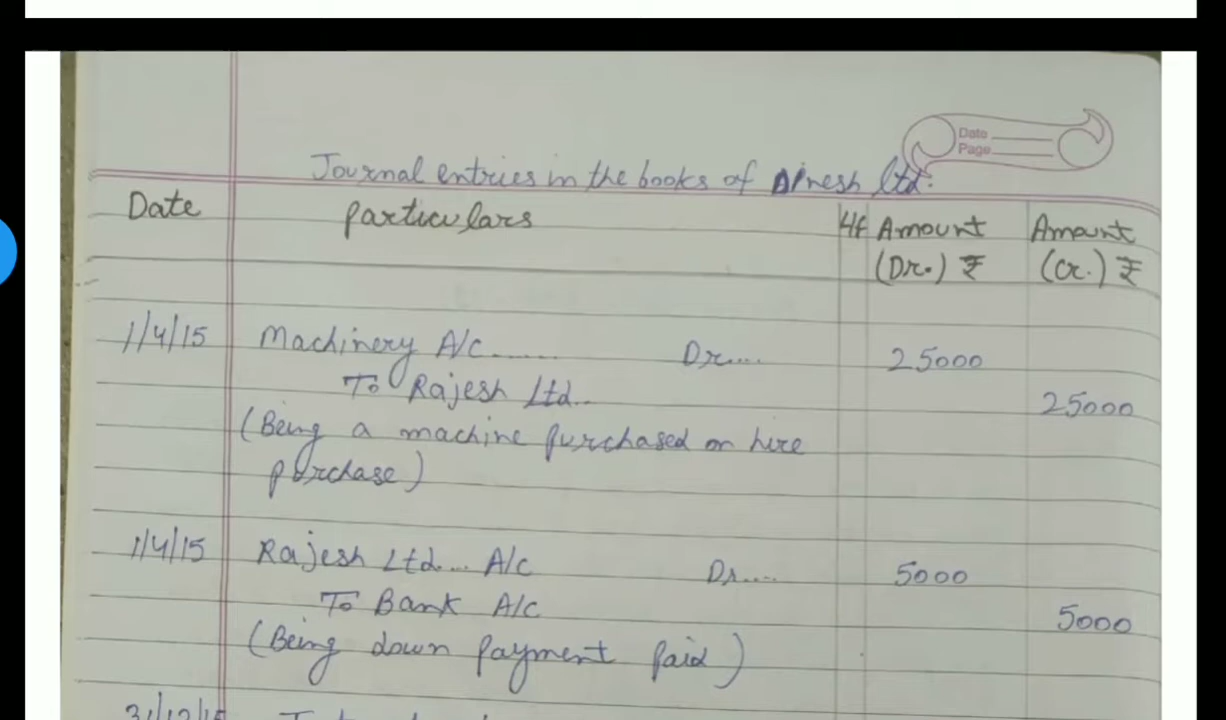 Date
Page
Journal entries in the books of Dinesh ltd.
Date particulars Amount Amount
(Dr.) ₹ (Cr.) ₹
1/4/15 Machinery A/c...... Dr.... 25000
To Rajesh Ltd.. 25000
(Being a machine purchased on hire
purchase)
1/4/15 Rajesh Ltd... A/c Dr.... 5000
To Bank A/c 5000
(Being down payment paid)